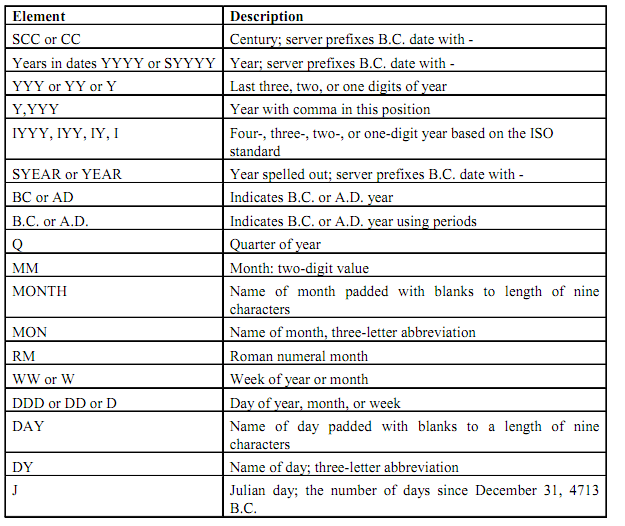 Element Description
SCC or CC Century; server prefixes B.C. date with -
Years in dates YYYY or SYYYY Year; server prefixes B.C. date with -
YYY or YY or Y Last three, two, or one digits of year
Y,YYY Year with comma in this position
IYYY, IYY, IY, I Four-, three-, two-, or one-digit year based on the ISO
standard
SYEAR or YEAR Year spelled out; server prefixes B.C. date with -
BC or AD Indicates B.C. or A.D. year
B.C. or A.D. Indicates B.C. or A.D. year using periods
Q Quarter of year
MM Month: two-digit value
MONTH Name of month padded with blanks to length of nine
characters
MON Name of month, three-letter abbreviation
RM Roman numeral month
WW or W Week of year or month
DDD or DD or D Day of year, month, or week
DAY Name of day padded with blanks to a length of nine
characters
DY Name of day; three-letter abbreviation
J Julian day; the number of days since December 31, 4713
B.C.